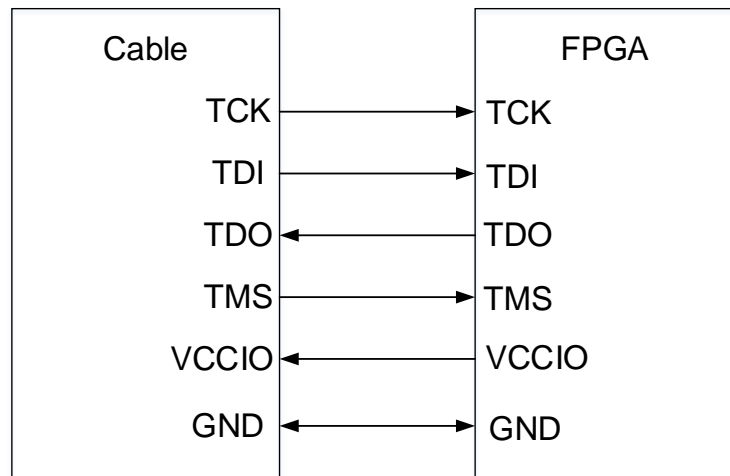 Cable FPGA
TCK TCK
TDI TDI
TDO TDO
TMS TMS
VCCIO VCCIO
GND GND